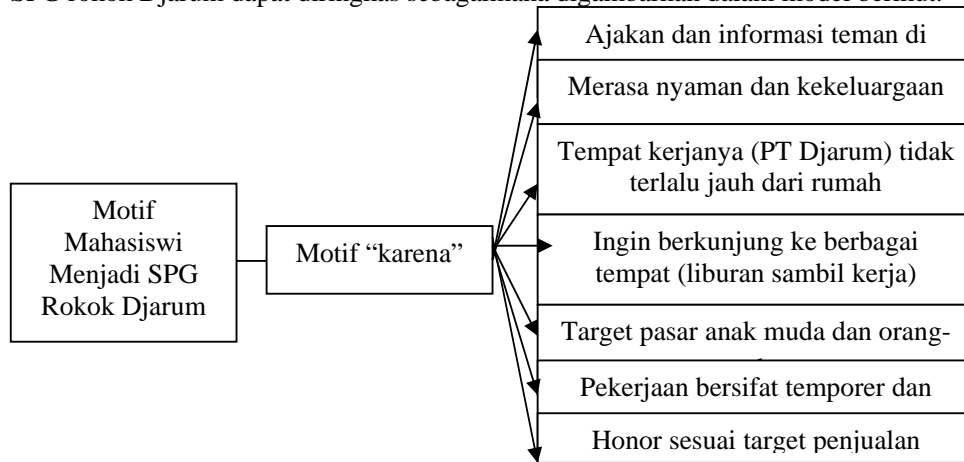 SPG rokok Djarum dapat diringkas sebagaimana digambarkan dalam model berikut:
Motif
Mahasiswi
Menjadi SPG
Rokok Djarum
Motif “karena”
Ajakan dan informasi teman di
Merasa nyaman dan kekeluargaan
Tempat kerjanya (PT Djarum) tidak
terlalu jauh dari rumah
Ingin berkunjung ke berbagai
tempat (liburan sambil kerja)
Target pasar anak muda dan orang-
Pekerjaan bersifat temporer dan
Honor sesuai target penjualan